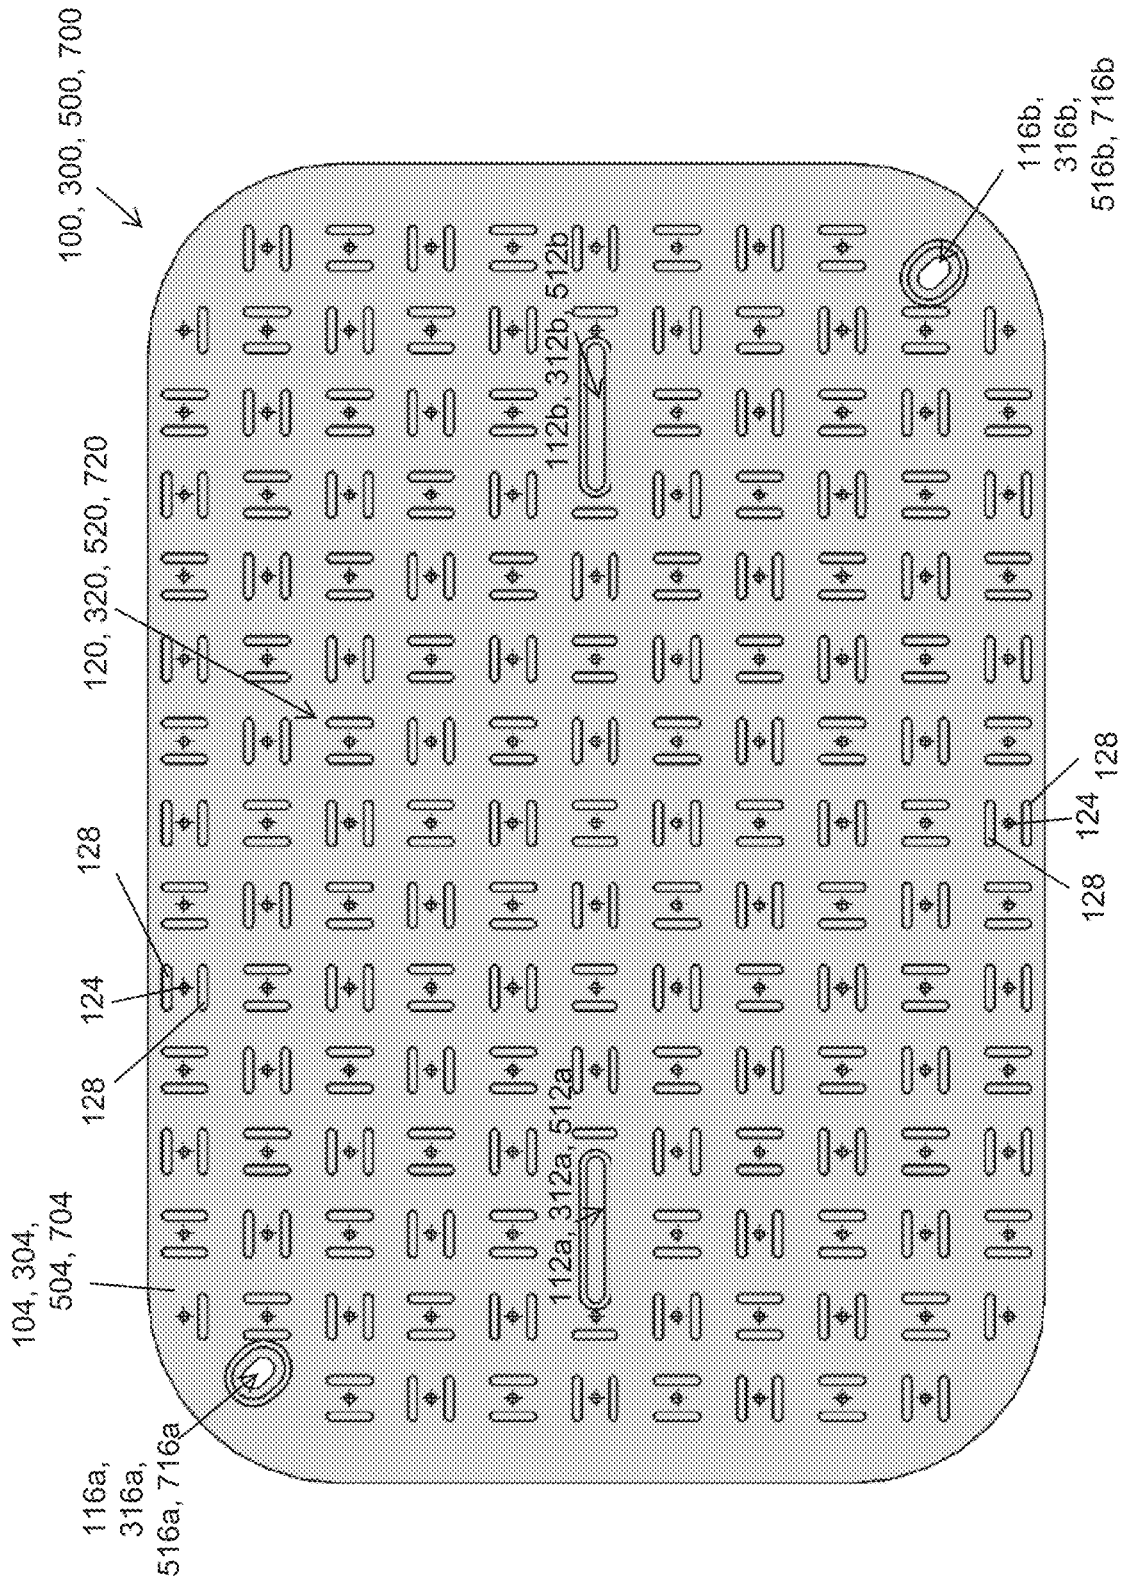 100, 300, 500, 700
120, 320, 520, 720
128
124
128
104, 304,
504, 704
116a,
316a,
516a, 716a
112a, 312a, 512a
112b, 312b, 512b
128
124
128
116b,
316b,
516b, 716b